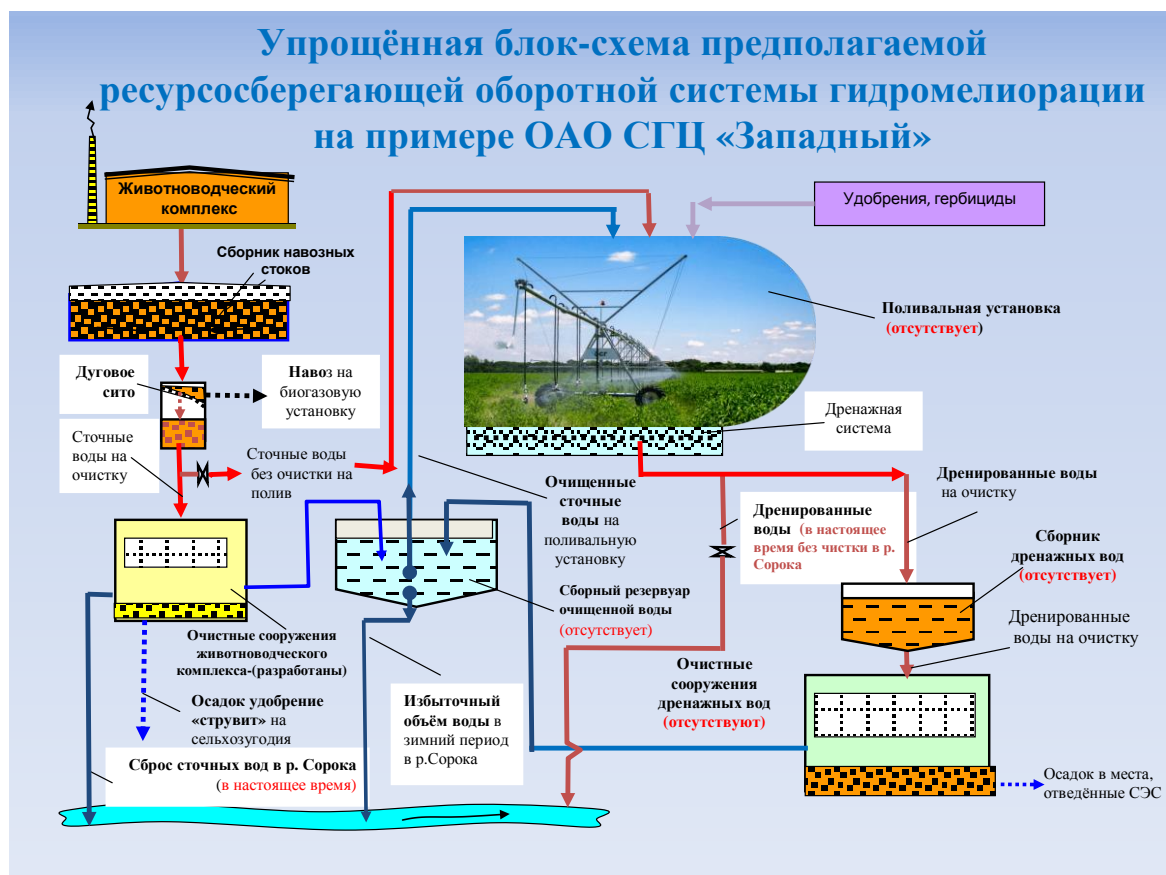 Упрощённая блок-схема предполагаемой
ресурсосберегающей оборотной системы гидромелиорации
на примере ОАО СГЦ «Западный»
Животноводческий
комплекс
Удобрения, гербициды
Сборник навозных
стоков
Поливальная установка
(отсутствует)
Дуговое
сито
Навоз на
биогазовую
установку
Дренажная
система
Сточные
воды на
очистку
Сточные воды
без очистки на
полив
Очищенные
сточные
воды на
поливальную
установку
Дренированные
воды (в настоящее
время без чистки в р.
Сорока
Дренированные воды
на очистку
Сборник
дренажных вод
(отсутствует)
Сборный резервуар
очищенной воды
(отсутствует)
Дренированные
воды на очистку
Очистные сооружения
животноводческого
комплекса-(разработаны)
Очистные
сооружения
дренажных вод
(отсутствуют)
Осадок удобрение
«струвит» на
сельхозугодия
Избыточный
объём воды в
зимний период
в р.Сорока
Сброс сточных вод в р. Сорока
(в настоящее время)
Осадок в места,
отведённые СЭС